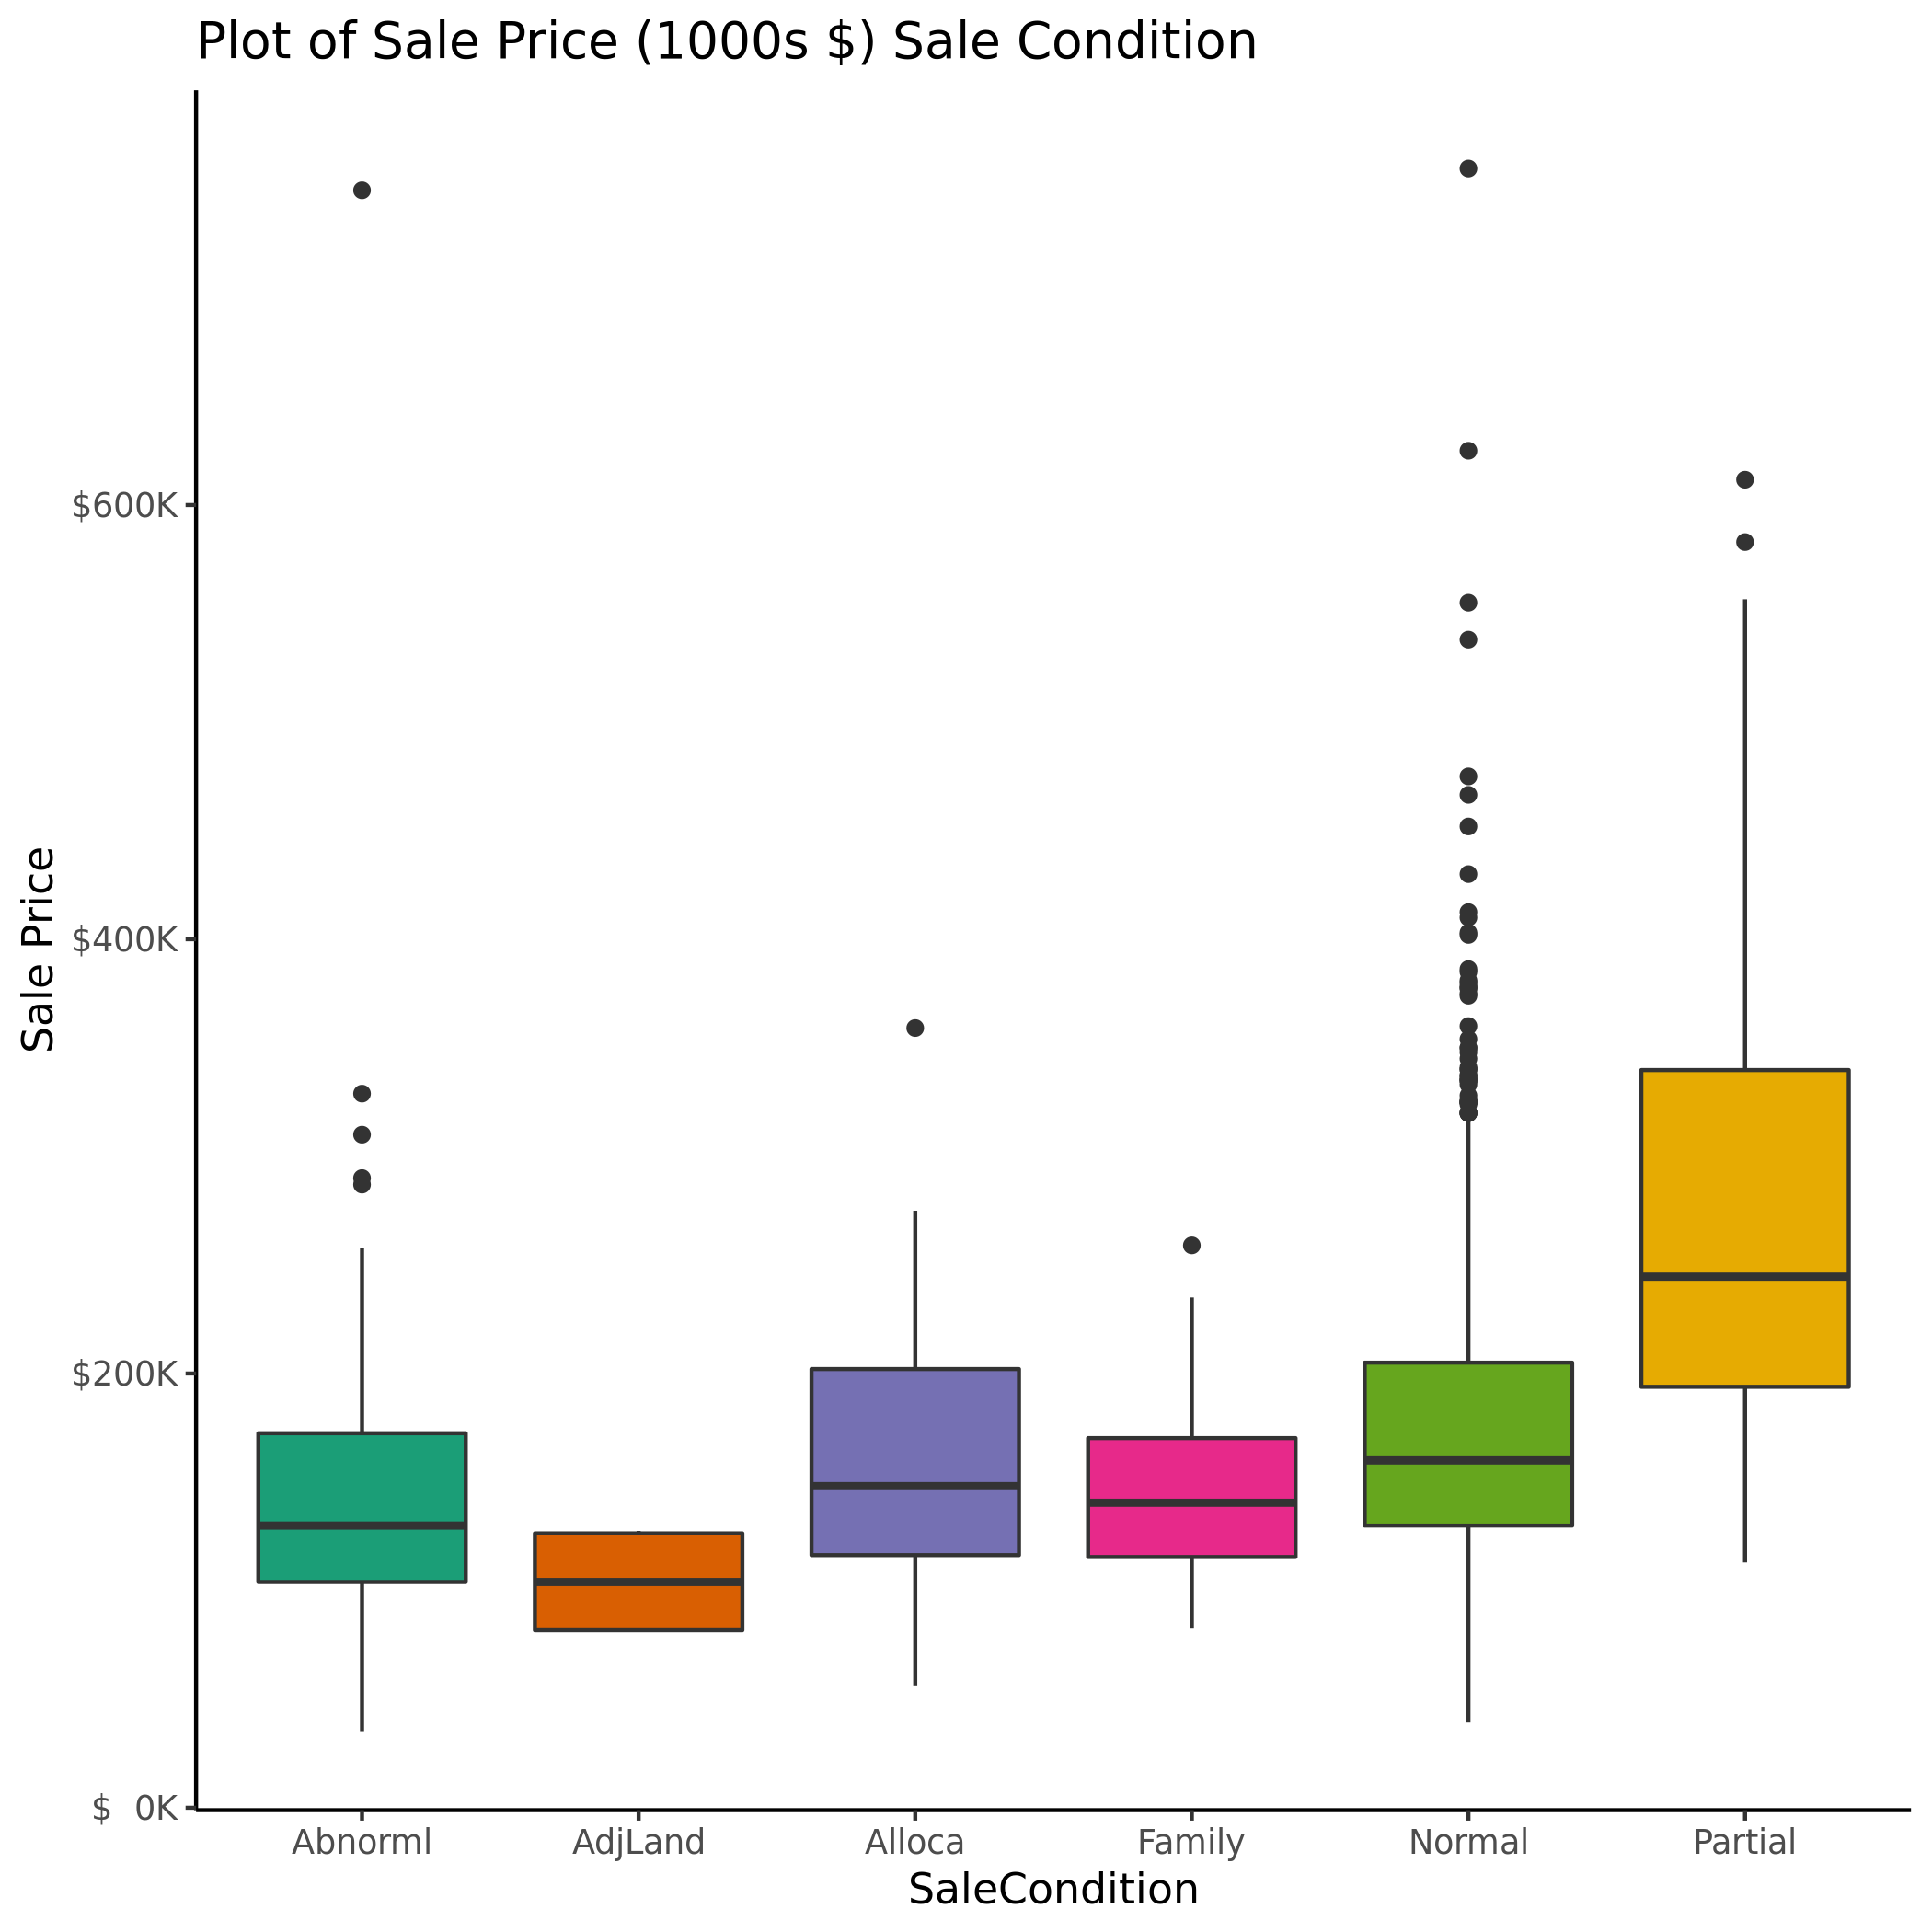 Plot of Sale Price (1000s $) Sale Condition
Sale Price
$600K
$400K
$200K
$  0K
Abnorml AdjLand Alloca Family Normal Partial
SaleCondition